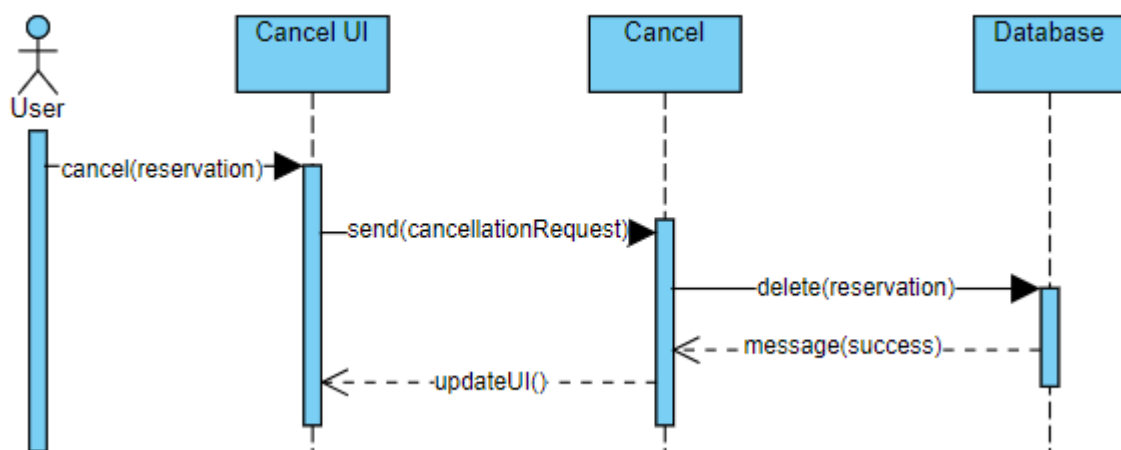 Cancel UI
Cancel
Database
User
cancel(reservation)
send(cancellationRequest)
delete(reservation)
message(success)
updateUI()